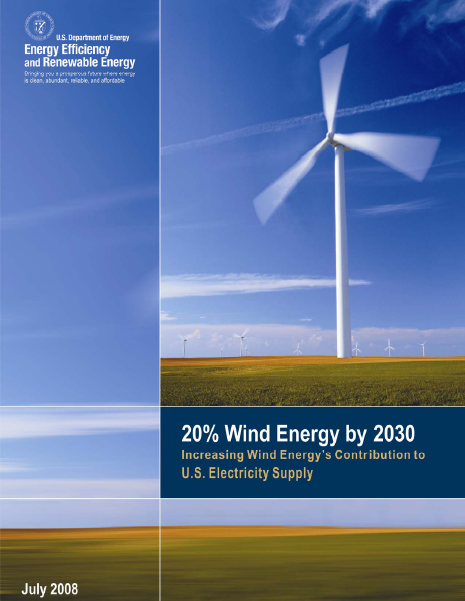 U.S. Department of Energy
Energy Efficiency
and Renewable Energy
Bringing you a prosperous future where energy
is clean, abundant, reliable, and affordable
20% Wind Energy by 2030
Increasing Wind Energy's Contribution to
U.S. Electricity Supply
July 2008